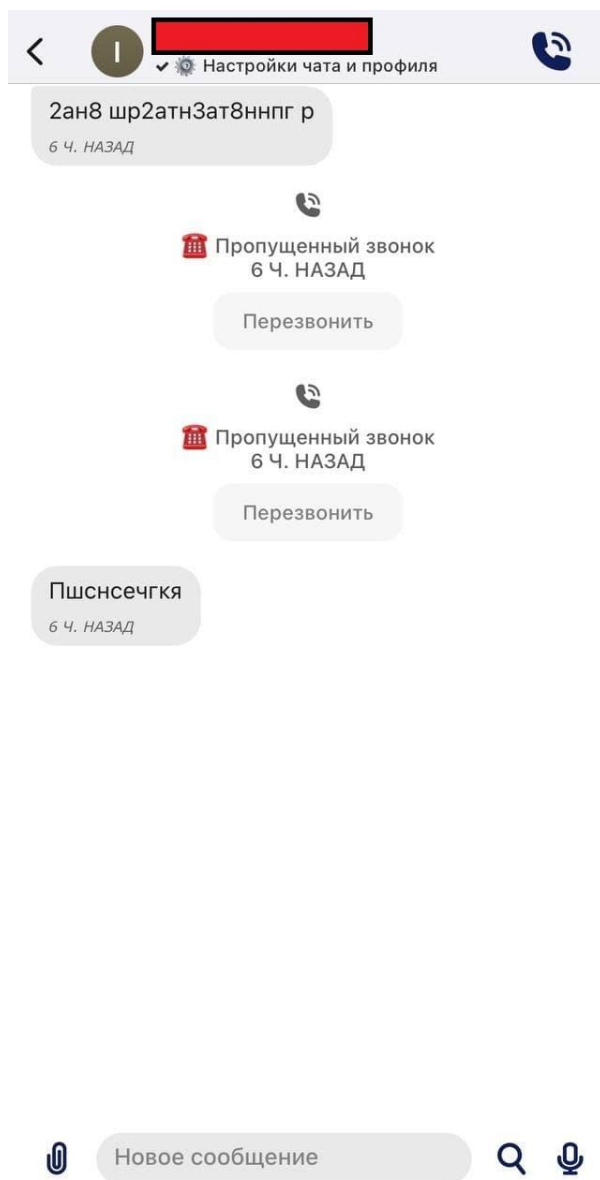 I
Настройки чата и профиля
2ан8 шр2атн3ат8ннпг р
6 Ч. НАЗАД
Пропущенный звонок
6 Ч. НАЗАД
Перезвонить
Пропущенный звонок
6 Ч. НАЗАД
Перезвонить
Пшснсечгкя
6 Ч. НАЗАД
Новое сообщение